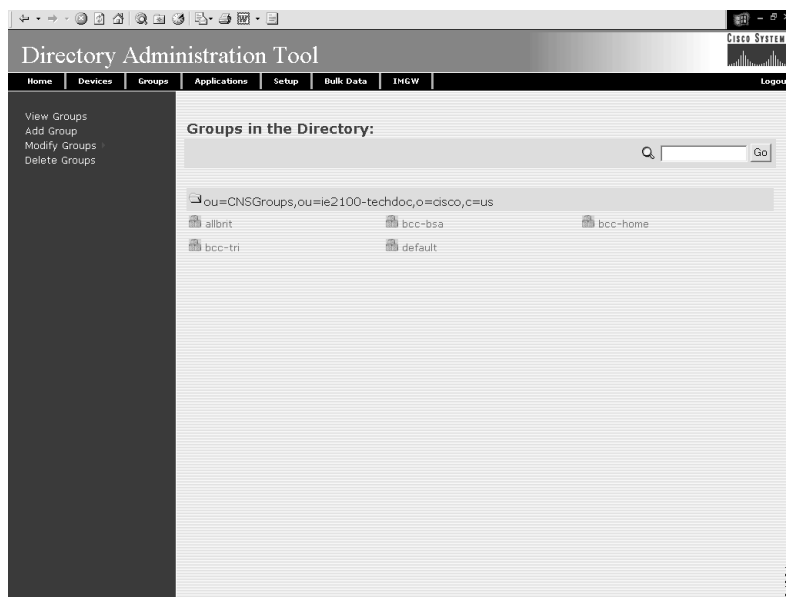 Cisco System
Directory Administration Tool
Home Devices Groups Applications Setup Bulk Data IMGW Logou
View Groups
Add Group
Modify Groups
Delete Groups
Groups in the Directory:
Go
ou=CNSGroups,ou=ie2100-techdoc,o=cisco,c=us
allbrit bcc-bsa bcc-home
bcc-tri default